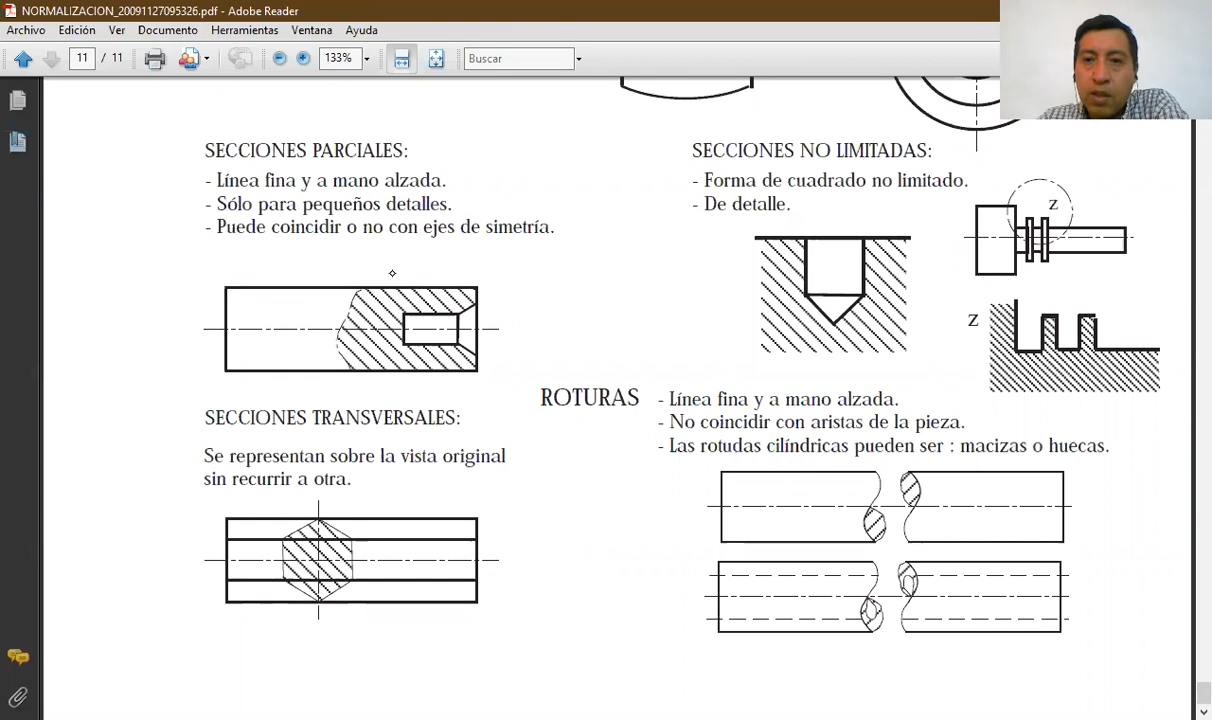 NORMALIZACION_20091127095326.pdf - Adobe Reader
Archivo Edición Ver Documento Herramientas Ventana Ayuda
11 / 11 133% Buscar
SECCIONES PARCIALES:
- Línea fina y a mano alzada.
- Sólo para pequeños detalles.
- Puede coincidir o no con ejes de simetría.
SECCIONES NO LIMITADAS:
- Forma de cuadrado no limitado.
- De detalle.
z
Z
SECCIONES TRANSVERSALES:
Se representan sobre la vista original
sin recurrir a otra.
ROTURAS
- Línea fina y a mano alzada.
- No coincidir con aristas de la pieza.
- Las rotudas cilíndricas pueden ser : macizas o huecas.